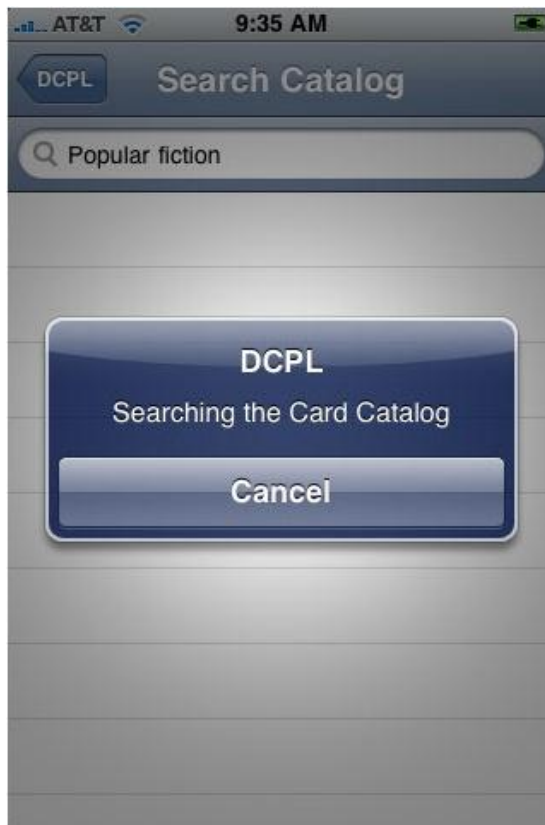 AT&T 9:35 AM
DCPL Search Catalog
Popular fiction
DCPL
Searching the Card Catalog
Cancel